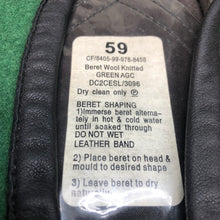 59
CF/8405-99-978-8458
Beret Wool Knitted
GREEN AGC
DC2CESL/3096
Dry clean only Ⓟ
BERET SHAPING
1)Immerse beret alterna-
tely in hot & cold water
until soaked through
DO NOT WET
LEATHER BAND
2) Place beret on head &
mould to desired shape
3) Leave beret to dry
naturally